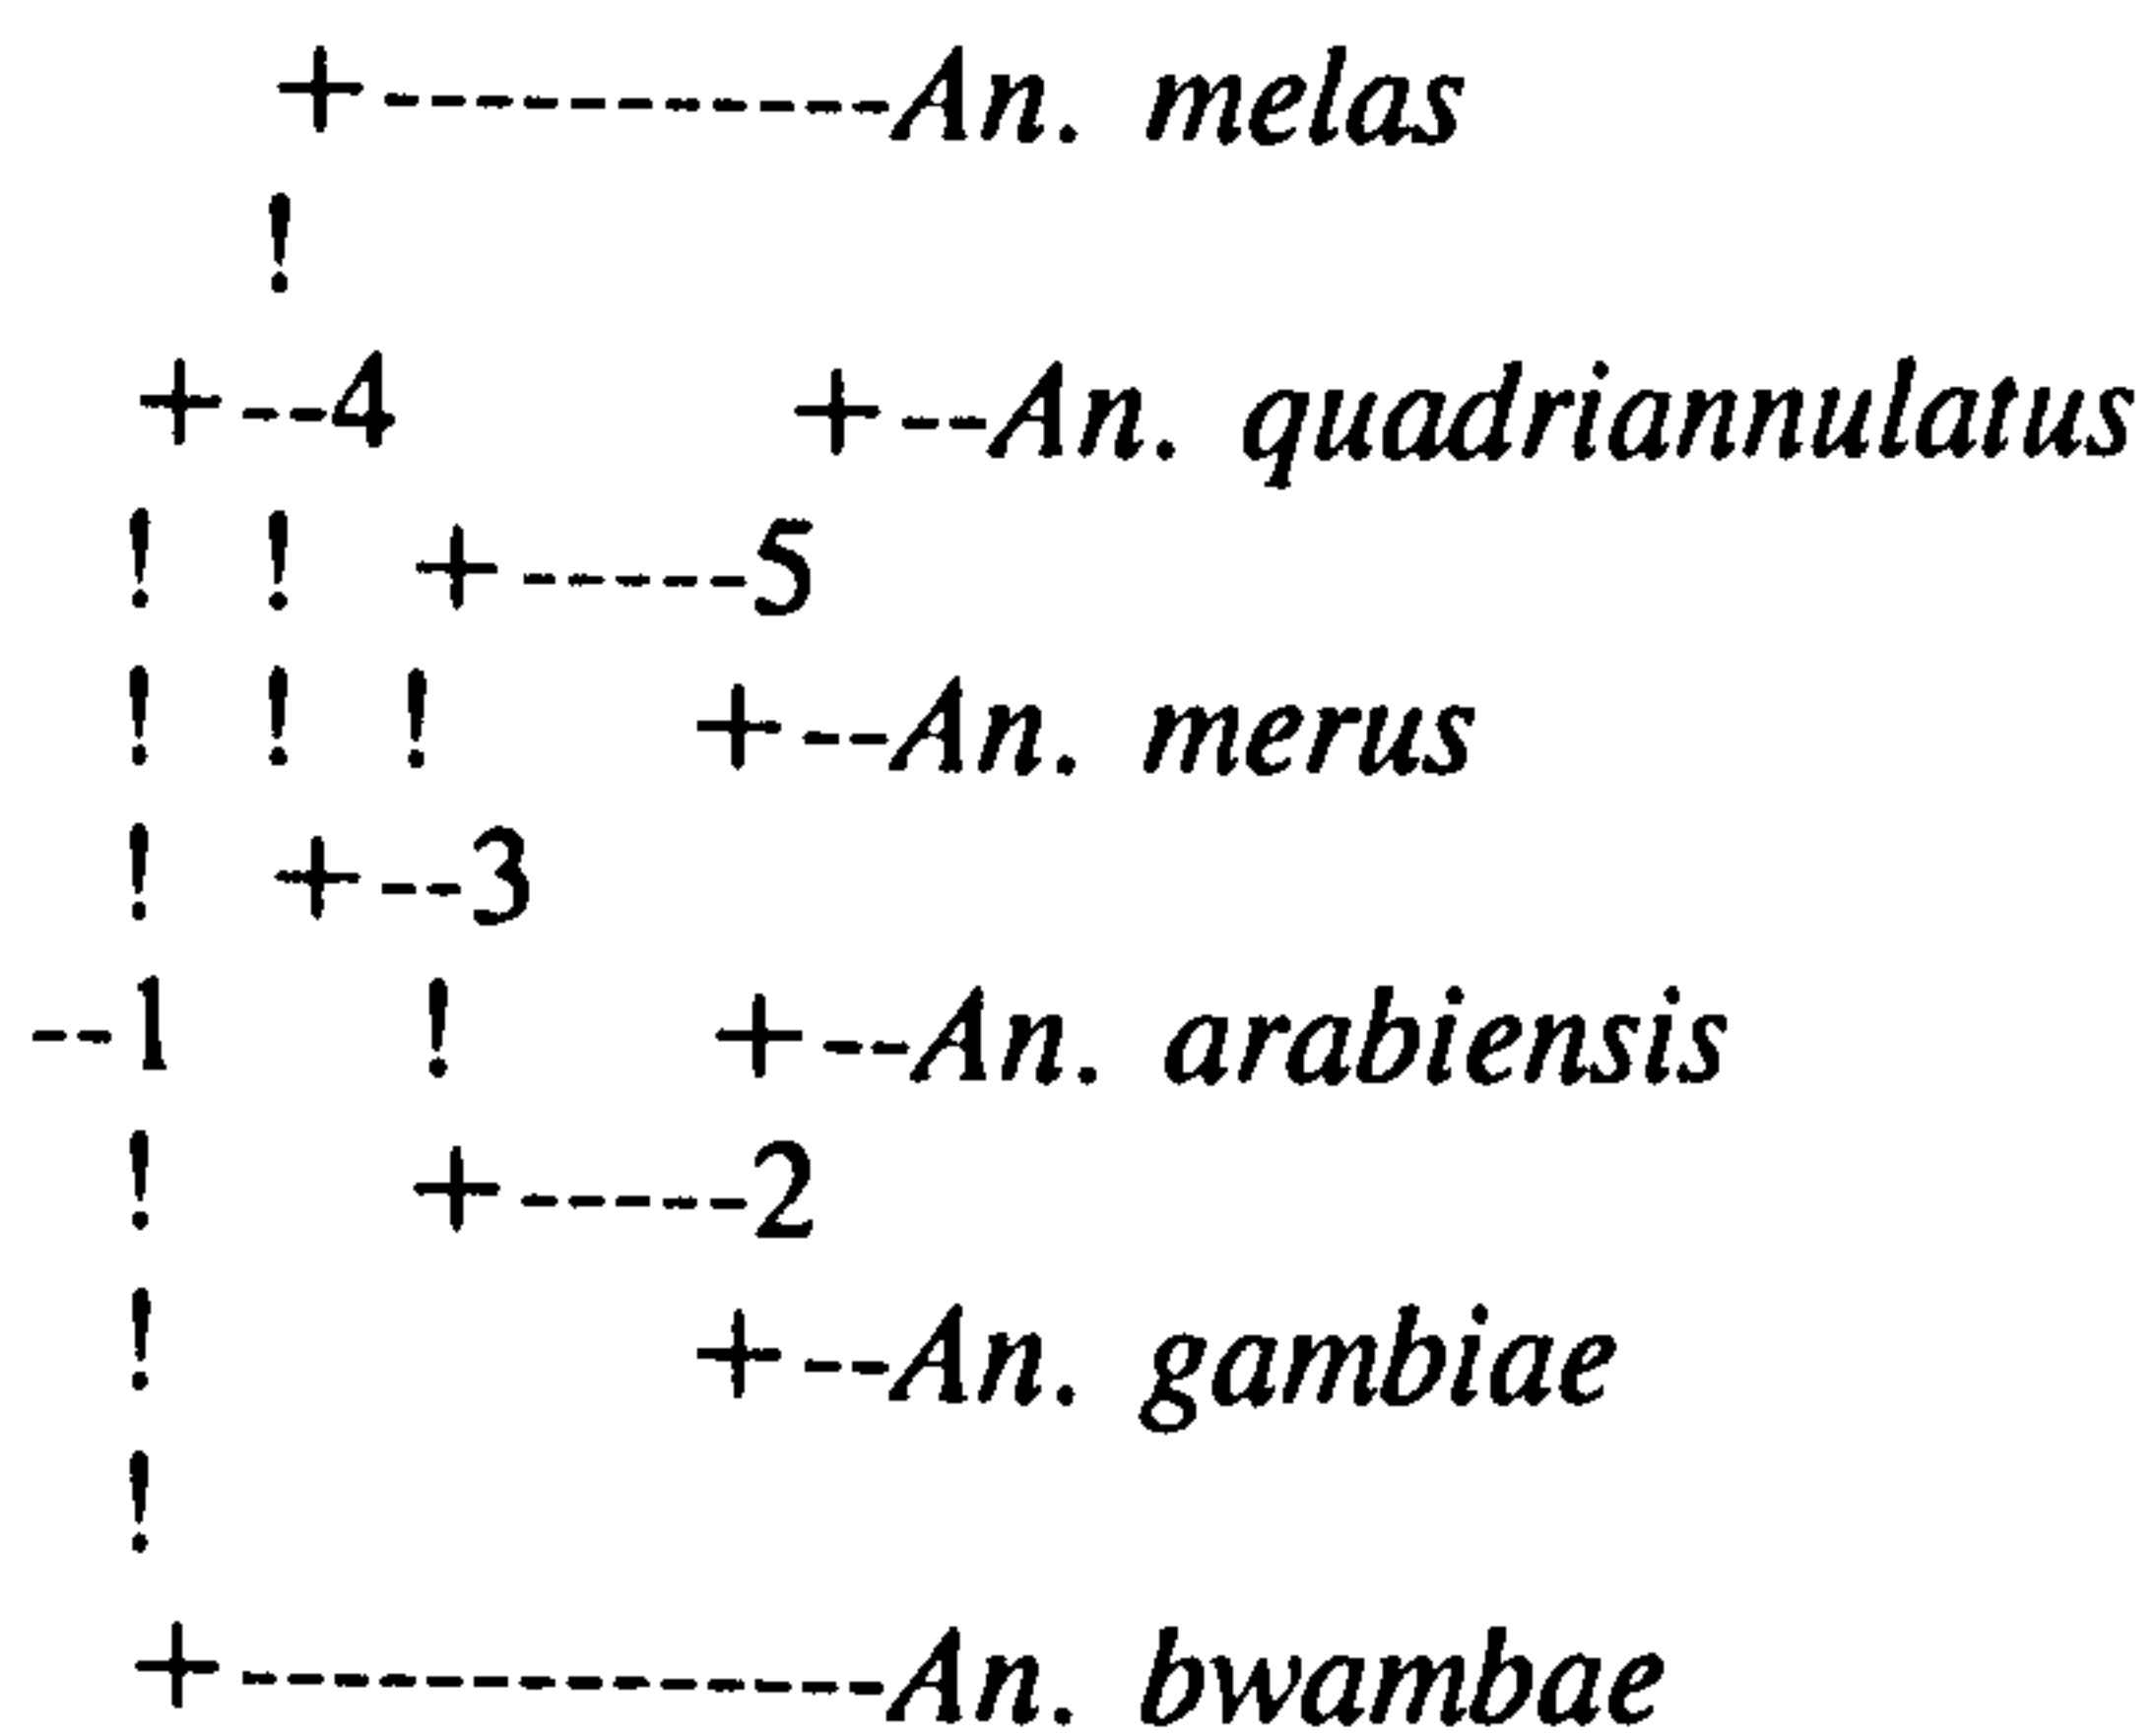 +-----------An. melas
!
+--4 +--An. quadriannulatus
! ! +-----5
! ! ! +--An. merus
! +--3
--1 ! +--An. arabiensis
! +-----2
! +--An. gambiae
!
+--------------An. bwambae